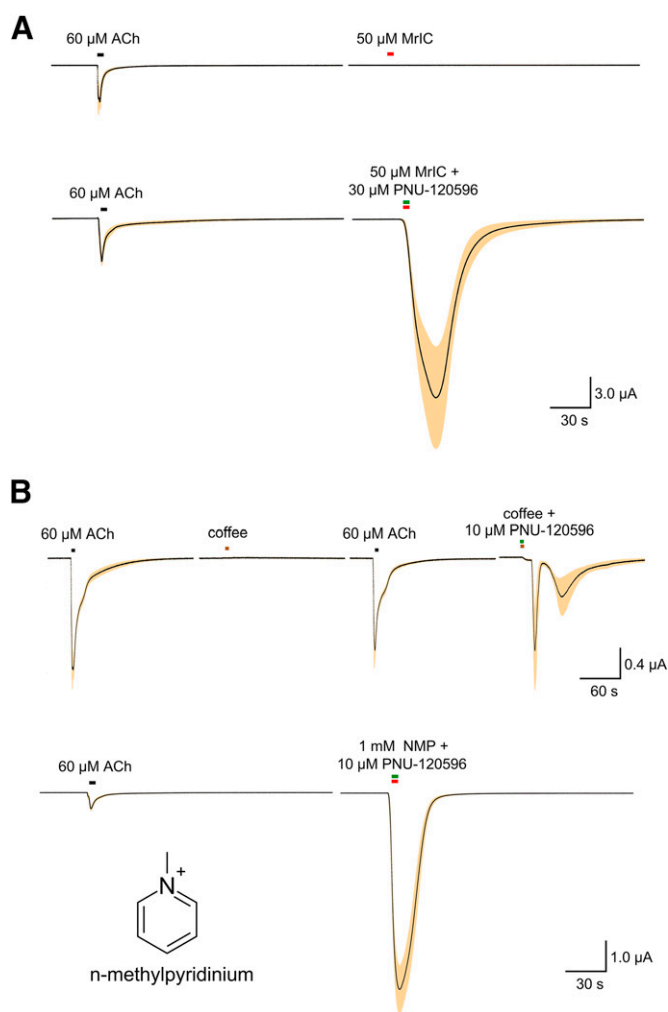 A
60 µM ACh
50 µM MrIC
60 µM ACh
50 µM MrIC +
30 µM PNU-120596
3.0 µA
30 s
B
60 µM ACh
coffee
60 µM ACh
coffee +
10 µM PNU-120596
0.4 µA
60 s
60 µM ACh
1 mM NMP +
10 µM PNU-120596
N
+
n-methylpyridinium
1.0 µA
30 s